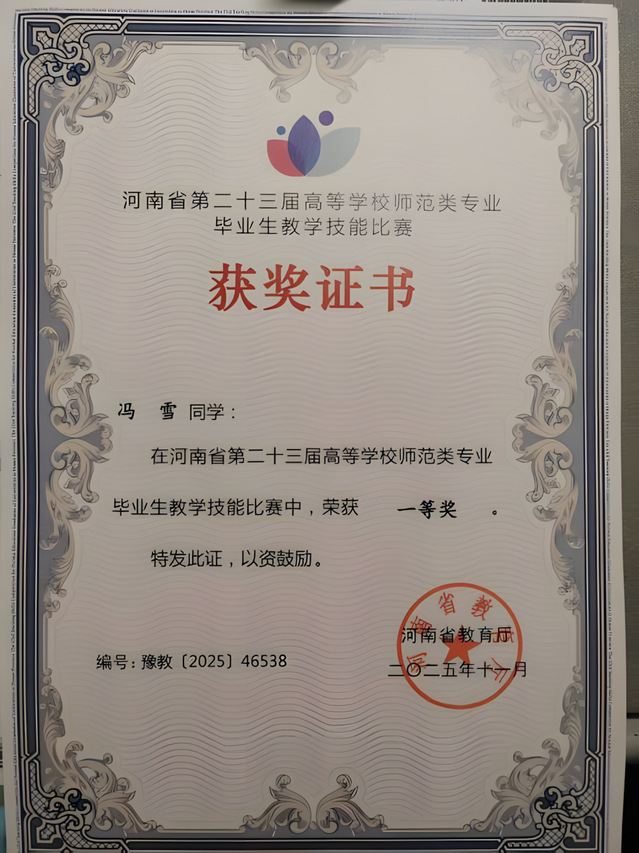 河南省第二十三届高等学校师范类专业
毕业生教学技能比赛
获奖证书
冯 雪 同学：
在河南省第二十三届高等学校师范类专业
毕业生教学技能比赛中，荣获 一等奖 。
特发此证，以资鼓励。
河南省教育厅
编号：豫教〔2025〕46538
二〇二五年十一月